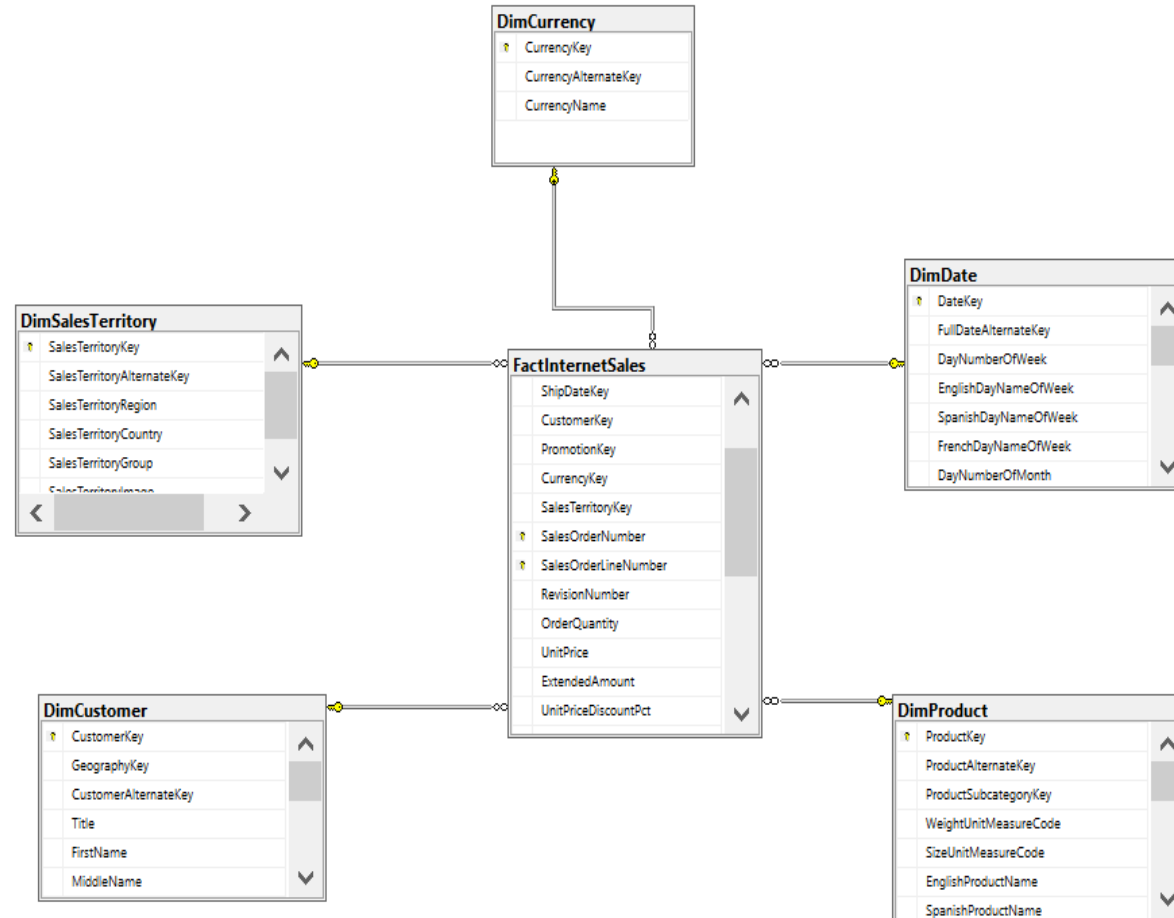 DimCurrency
CurrencyKey
CurrencyAlternateKey
CurrencyName
DimSalesTerritory
SalesTerritoryKey
SalesTerritoryAlternateKey
SalesTerritoryRegion
SalesTerritoryCountry
SalesTerritoryGroup
SalesTerritoryImage
FactInternetSales
ShipDateKey
CustomerKey
PromotionKey
CurrencyKey
SalesTerritoryKey
SalesOrderNumber
SalesOrderLineNumber
RevisionNumber
OrderQuantity
UnitPrice
ExtendedAmount
UnitPriceDiscountPct
DimDate
DateKey
FullDateAlternateKey
DayNumberOfWeek
EnglishDayNameOfWeek
SpanishDayNameOfWeek
FrenchDayNameOfWeek
DayNumberOfMonth
DimCustomer
CustomerKey
GeographyKey
CustomerAlternateKey
Title
FirstName
MiddleName
DimProduct
ProductKey
ProductAlternateKey
ProductSubcategoryKey
WeightUnitMeasureCode
SizeUnitMeasureCode
EnglishProductName
SpanishProductName